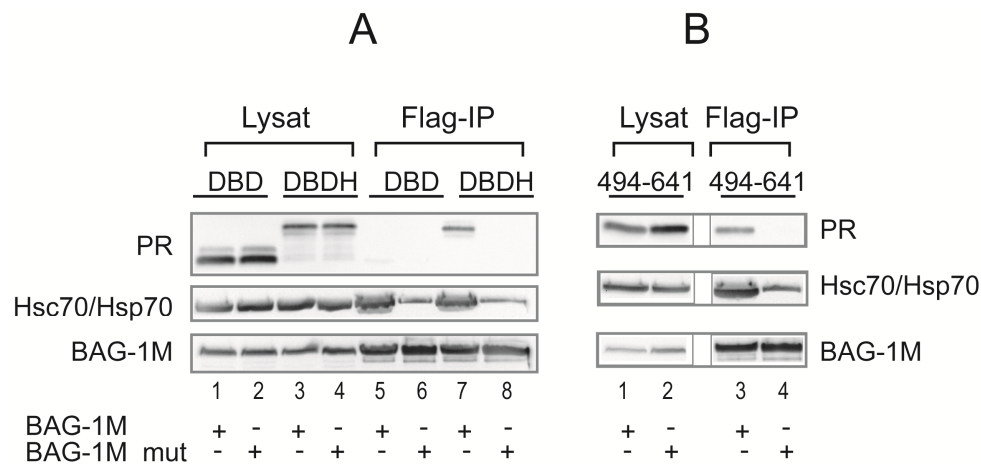 A B
Lysat Flag-IP Lysat Flag-IP
DBD DBDH DBD DBDH 494-641 494-641
PR PR
Hsc70/Hsp70 Hsc70/Hsp70
BAG-1M BAG-1M
1 2 3 4 5 6 7 8 1 2 3 4
BAG-1M + - + - + - + - + - + -
BAG-1M mut - + - + - + - + - + - +